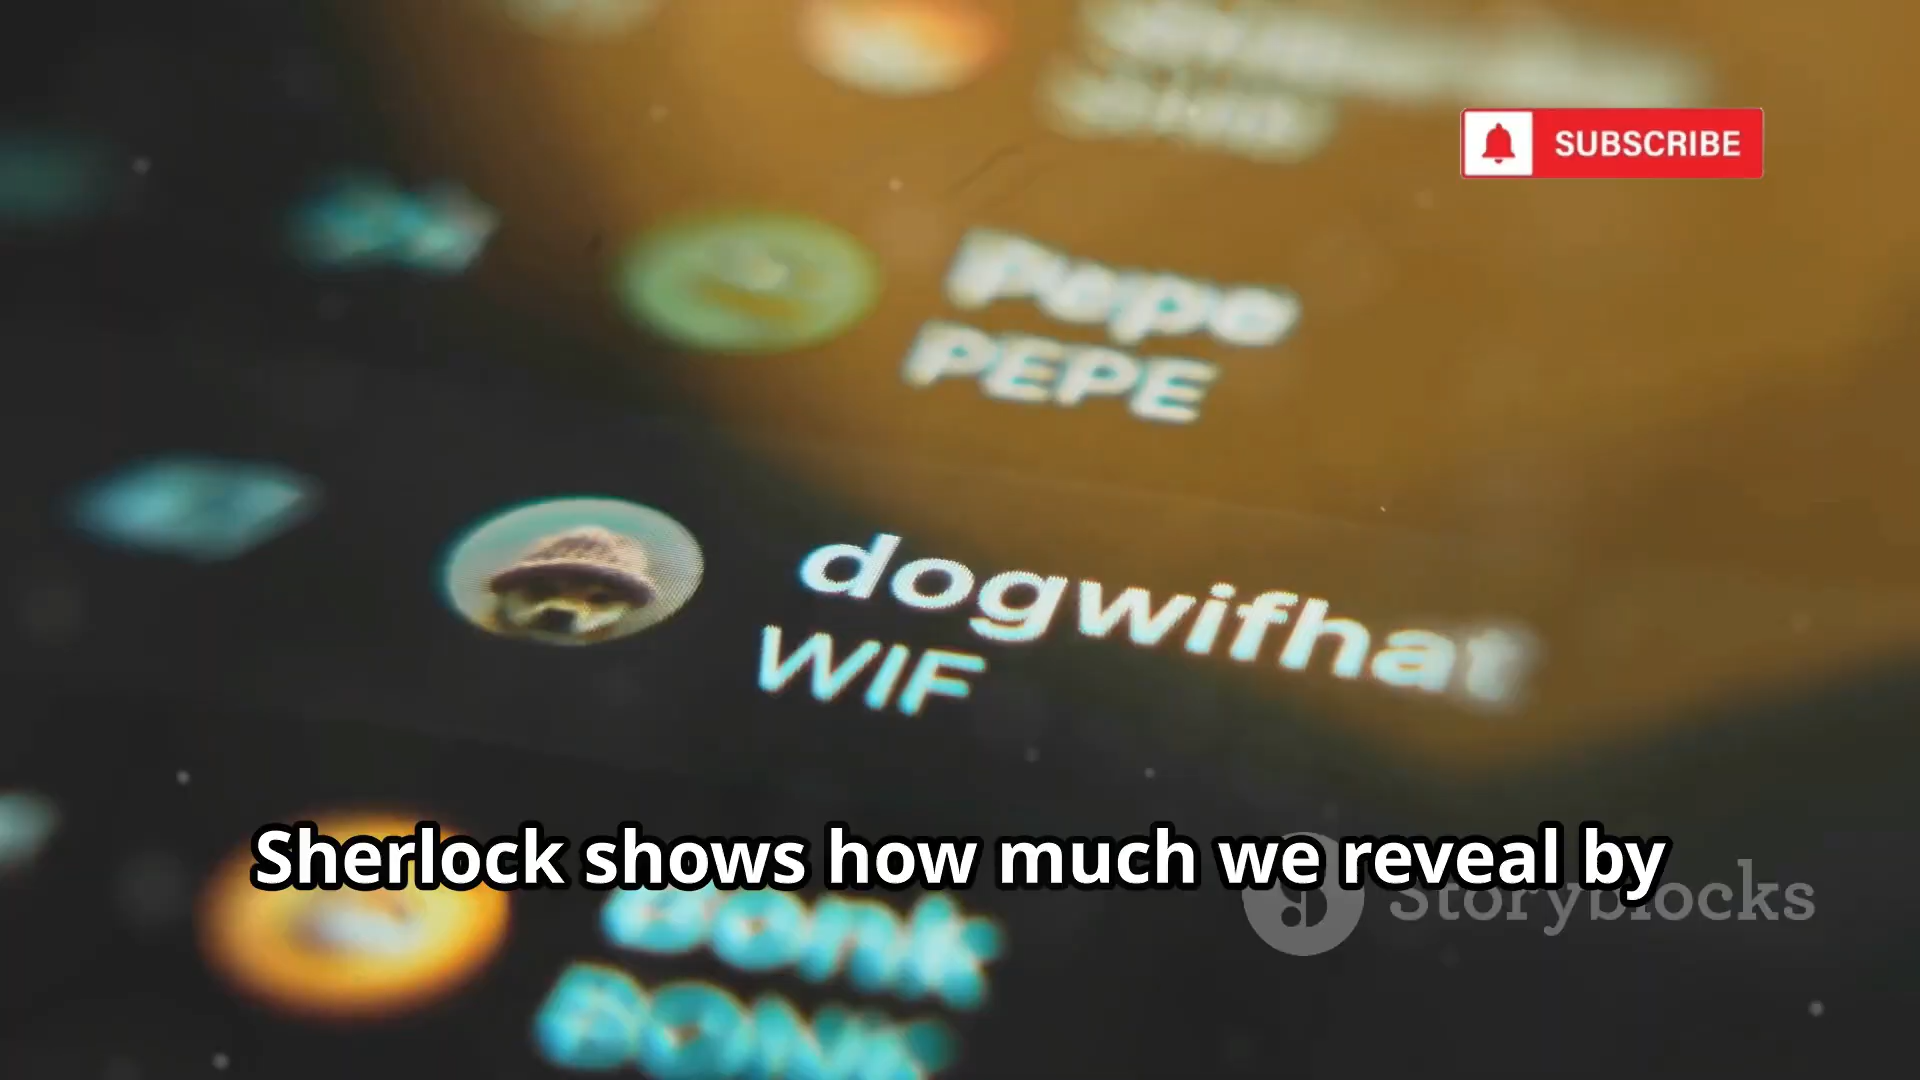 SUBSCRIBE
Pepe
PEPE
dogwifhat
WIF
Sherlock shows how much we reveal by
Storyblocks
Bonk
BONK